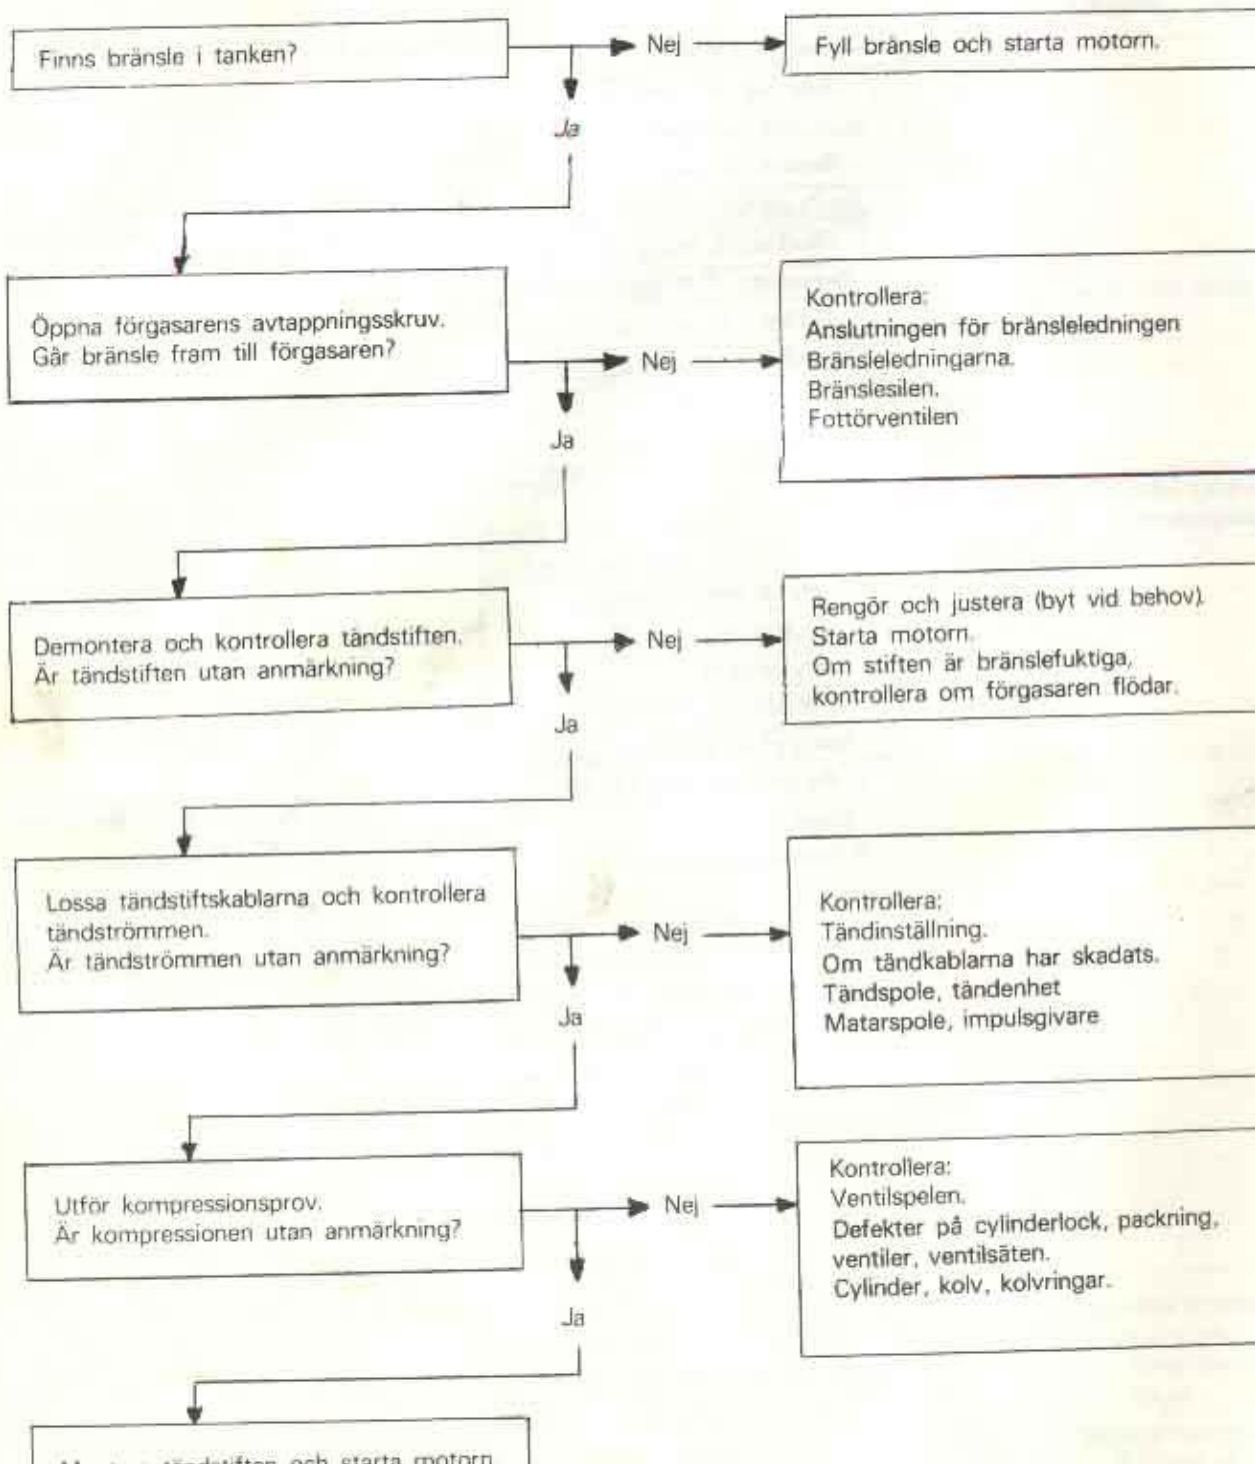 Finns bränsle i tanken?
Nej
Fyll bränsle och starta motorn.
Ja
Öppna förgasarens avtappningsskruv.
Går bränsle fram till förgasaren?
Nej
Kontrollera:
Anslutningen för bränsleledningen
Bränsleledningarna.
Bränslesilen.
Fottörventilen
Ja
Demontera och kontrollera tändstiften.
Är tändstiften utan anmärkning?
Nej
Rengör och justera (byt vid behov).
Starta motorn.
Om stiften är bränslefuktiga,
kontrollera om förgasaren flödar.
Ja
Lossa tändstiftskablarna och kontrollera
tändströmmen.
Är tändströmmen utan anmärkning?
Nej
Kontrollera:
Tändinställning.
Om tändkablarna har skadats.
Tändspole, tändenhet
Matarspole, impulsgivare
Ja
Utför kompressionsprov.
Är kompressionen utan anmärkning?
Nej
Kontrollera:
Ventilspelen.
Defekter på cylinderlock, packning,
ventiler, ventilsäten.
Cylinder, kolv, kolvringar.
Ja
tändstiften och starta motorn